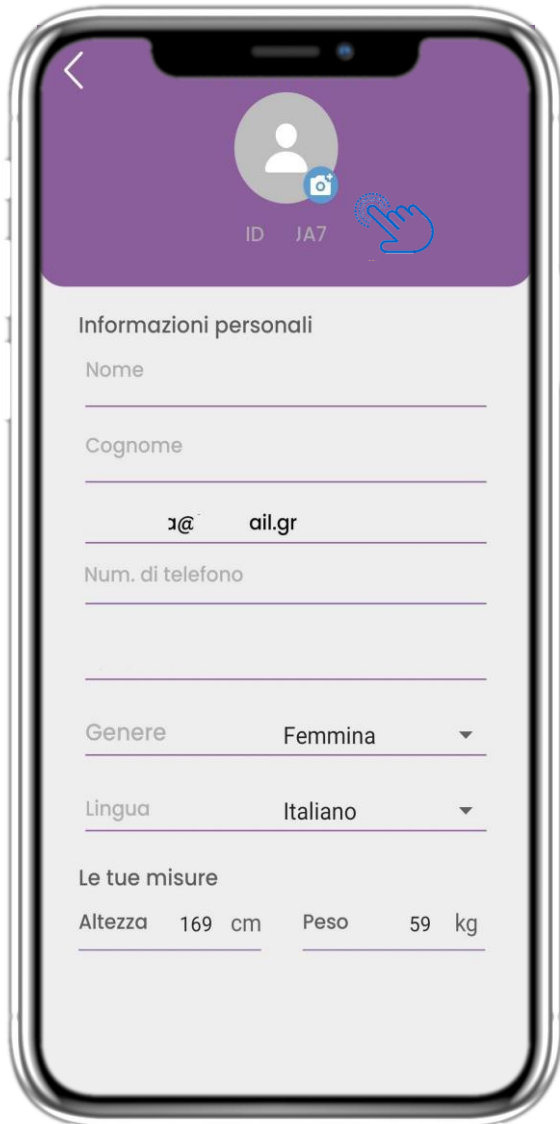 ID JA7
Informazioni personali
Nome
Cognome
a@ ail.gr
Num. di telefono
Genere Femmina
Lingua Italiano
Le tue misure
Altezza 169 cm Peso 59 kg